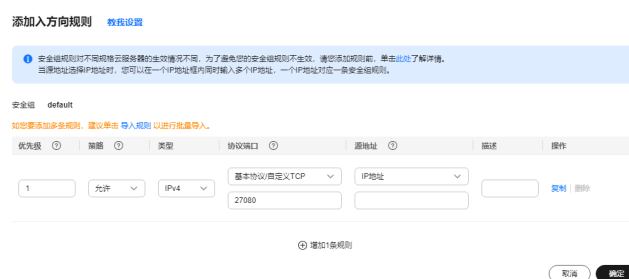 添加入方向规则 教我设置
安全组规则对不同规格云服务器的生效情况不同，为了避免您的安全组规则不生效，请您添加规则前，单击此处了解详情。
当源地址选择IP地址时，您可以在一个IP地址框内同时输入多个IP地址，一个IP地址对应一条安全组规则。
安全组 default
如您要添加多条规则，建议单击 导入规则 以进行批量导入。
优先级 策略 类型 协议端口 源地址 描述 操作
1 允许 IPv4 基本协议/自定义TCP IP地址 复制 删除
27080
增加1条规则
取消 确定